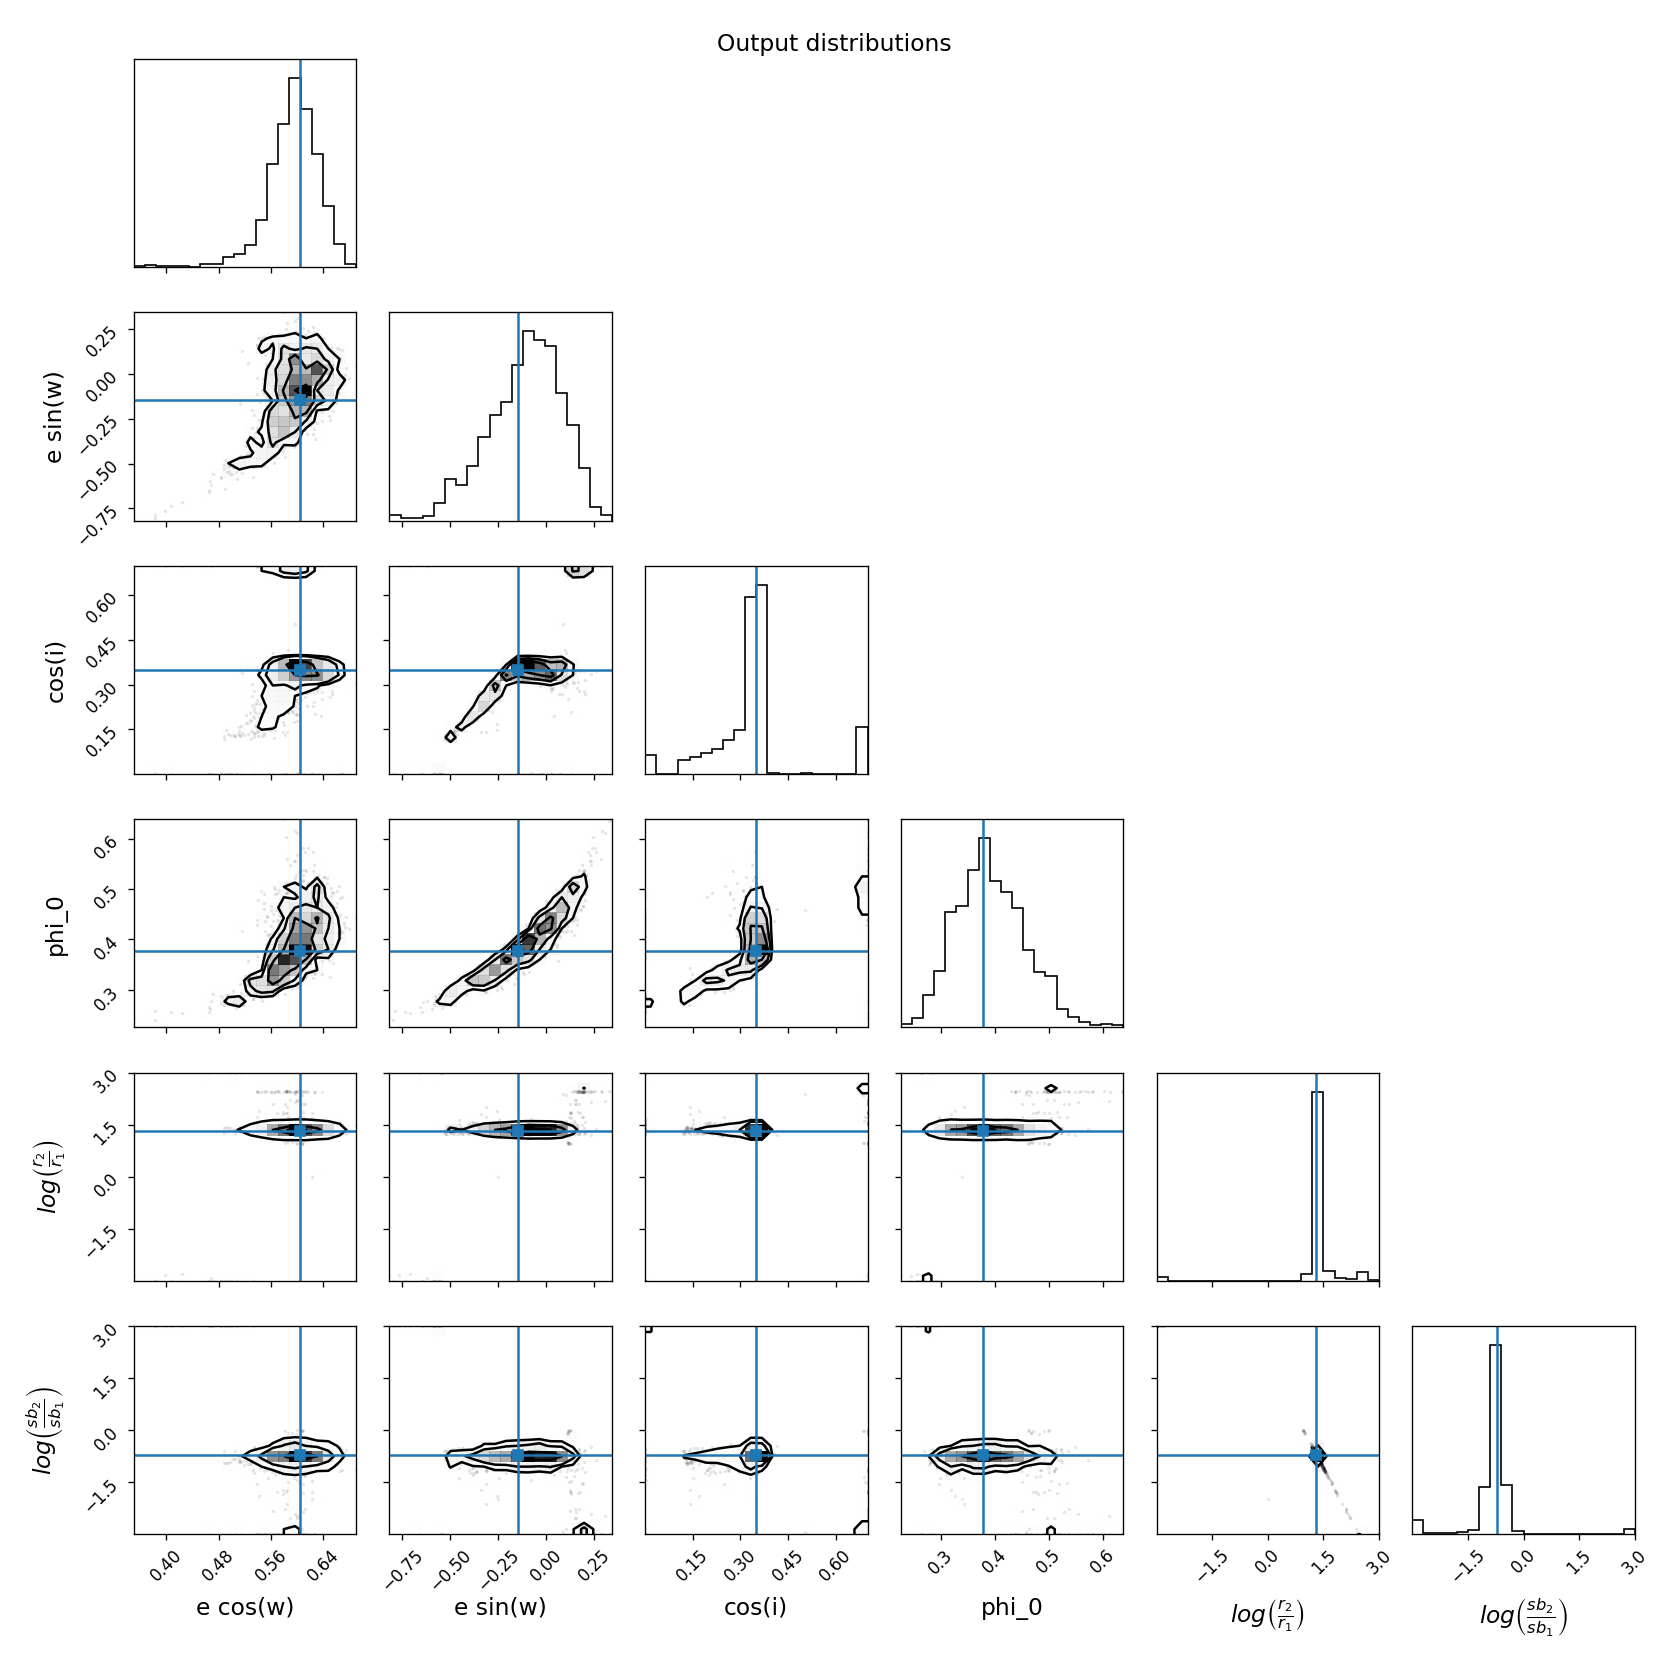 Output distributions
0.25
0.00
−0.25
−0.50
−0.75
e sin(w)
0.60
0.45
0.30
0.15
cos(i)
0.6
0.5
0.4
0.3
phi_0
3.0
1.5
0.0
−1.5
log(r₂/r₁)
3.0
1.5
0.0
−1.5
log(sb₂/sb₁)
0.40 0.48 0.56 0.64 −0.75 −0.50 −0.25 0.00 0.25 0.15 0.30 0.45 0.60 0.3 0.4 0.5 0.6 −1.5 0.0 1.5 3.0 −1.5 0.0 1.5 3.0
e cos(w) e sin(w) cos(i) phi_0 log(r₂/r₁) log(sb₂/sb₁)